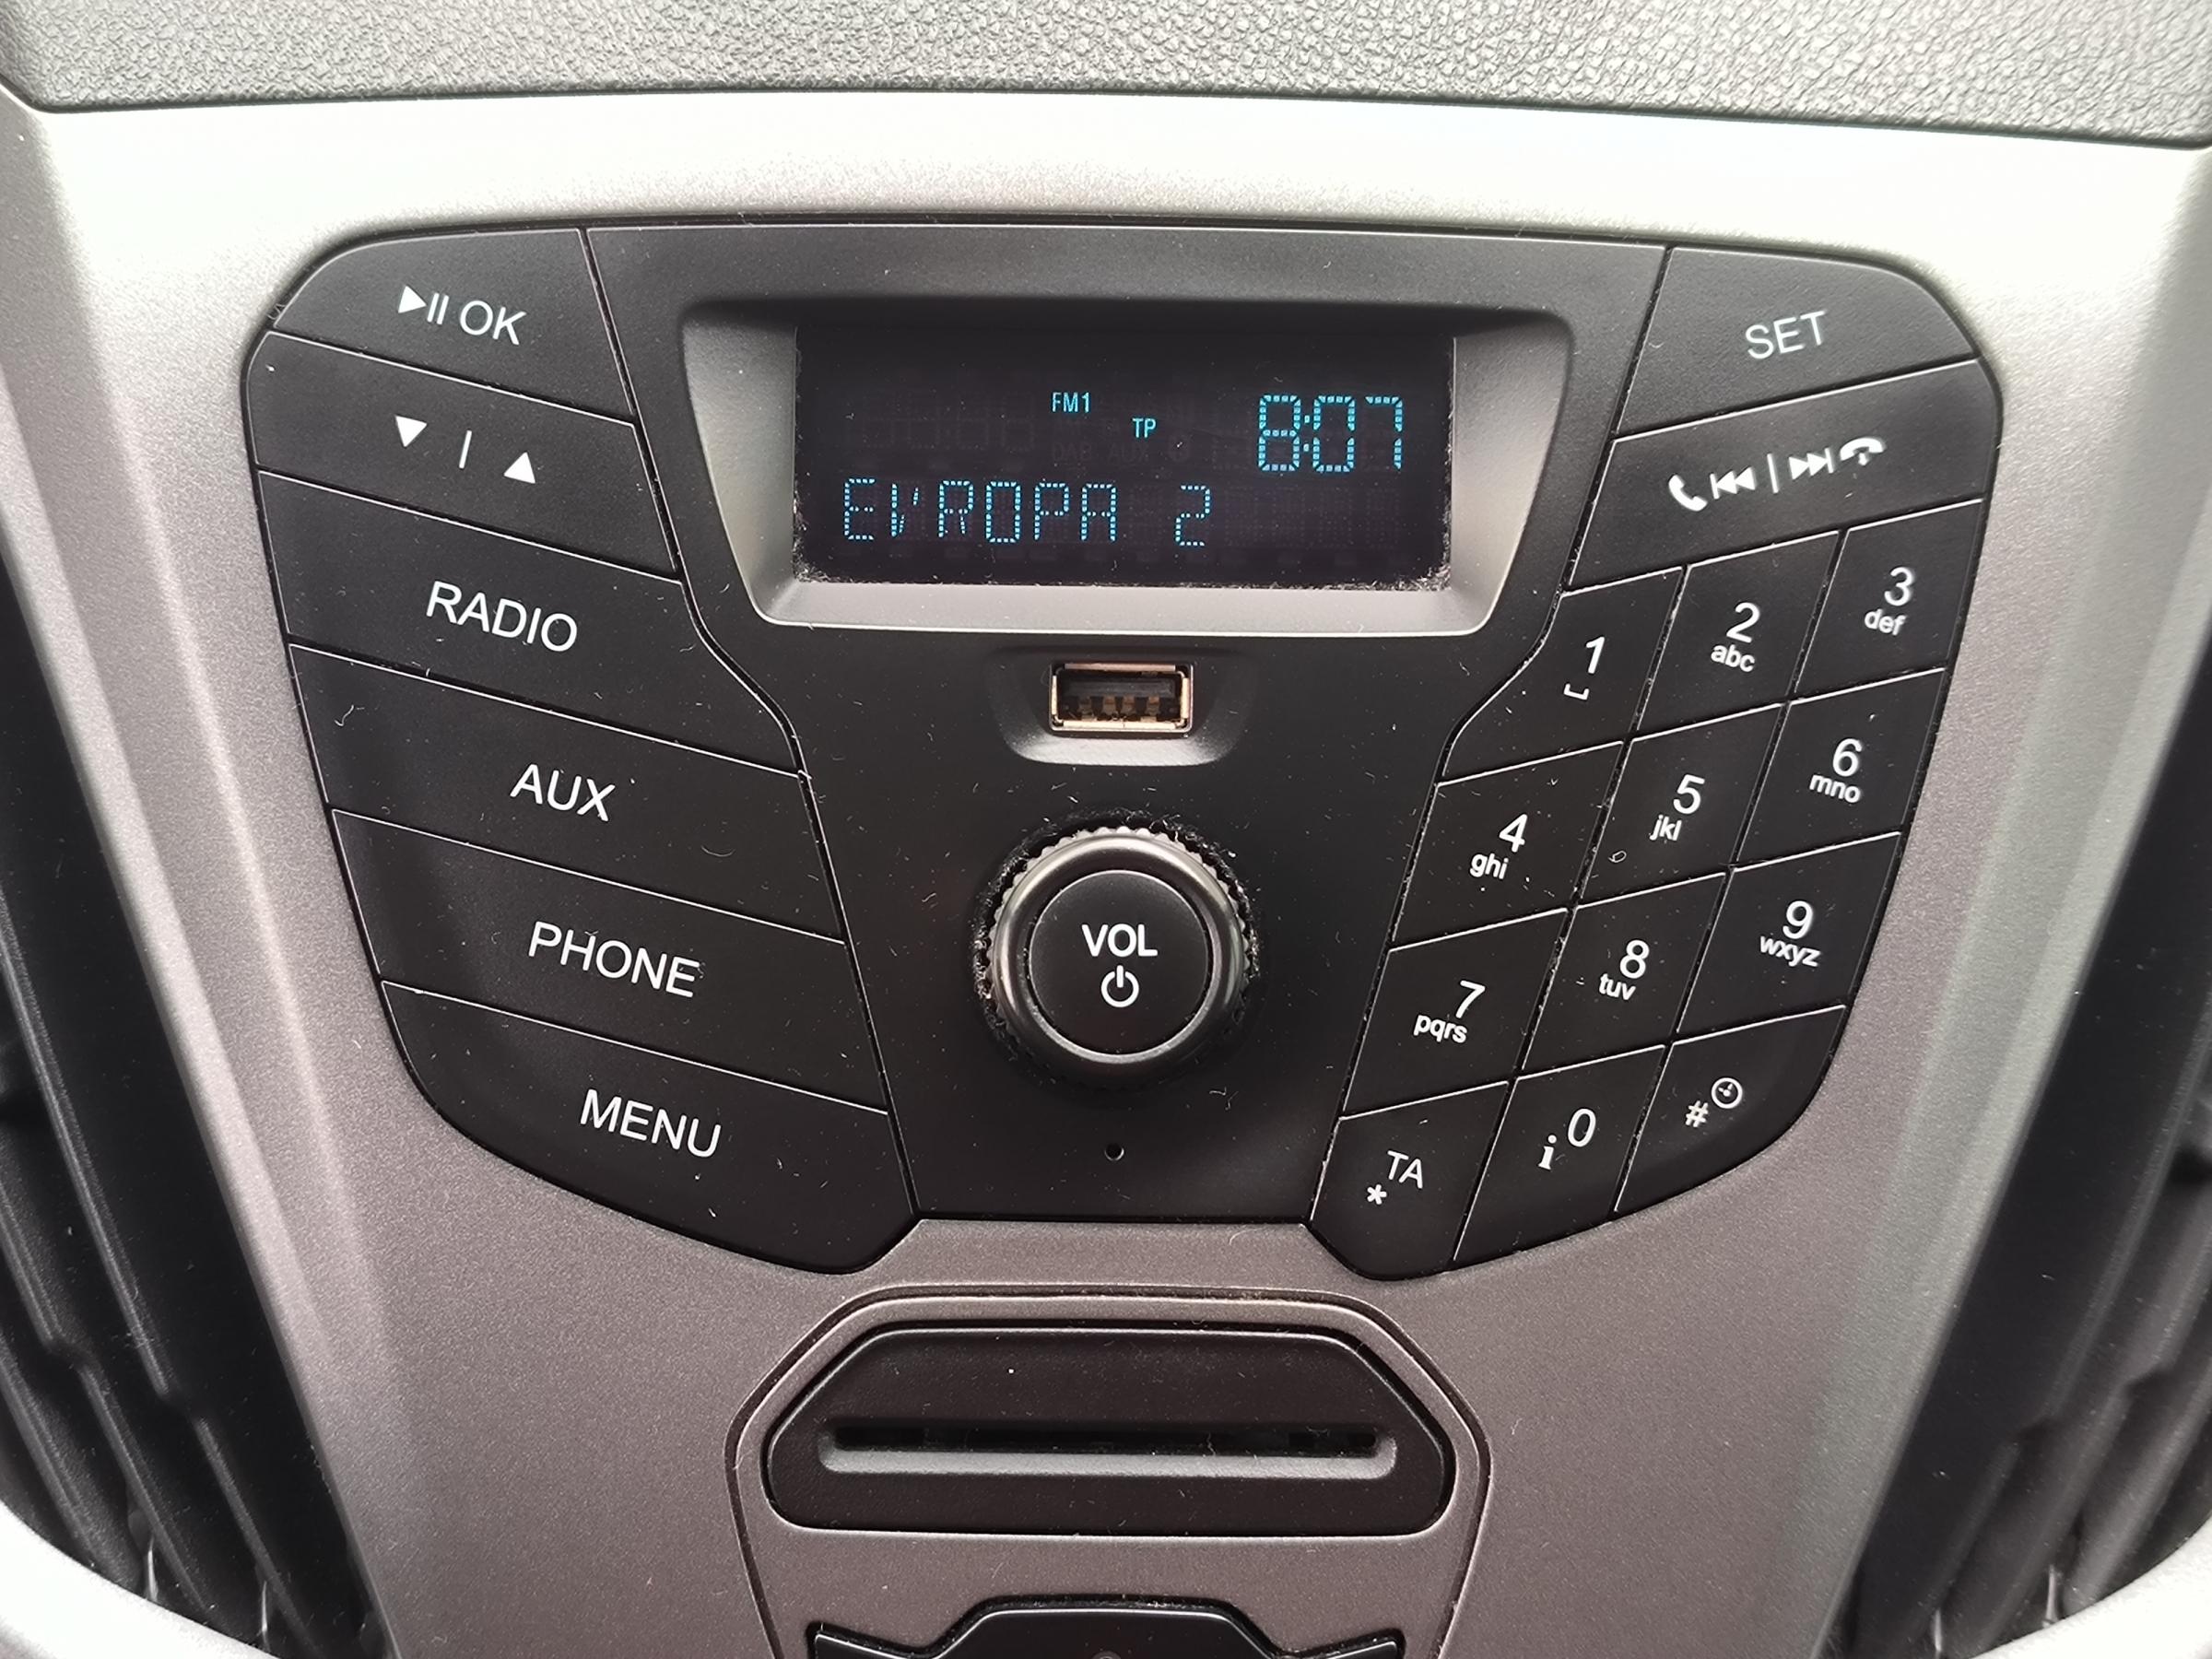 OK
SET
FM1
TP
8:07
EVROPA 2
RADIO
1
2
abc
3
def
AUX
4
ghi
5
jkl
6
mno
PHONE
VOL
7
pqrs
8
tuv
9
wxyz
MENU
TA
*
i 0
#